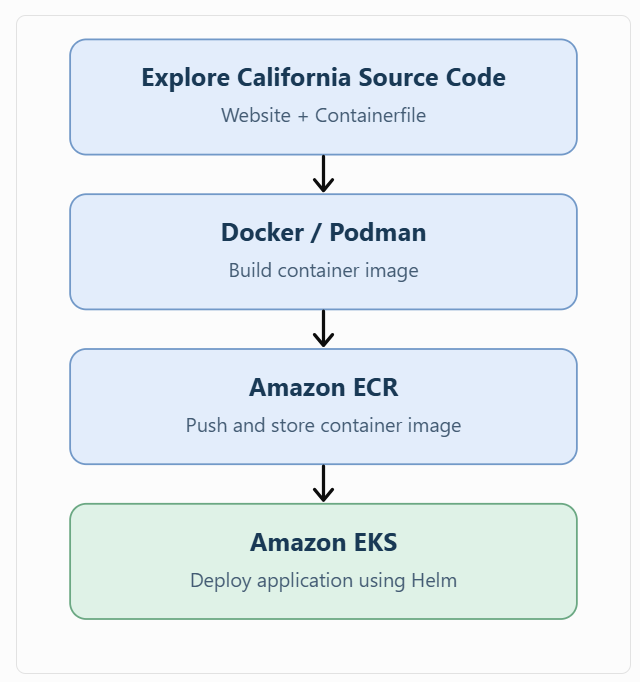 Explore California Source Code
Website + Containerfile
Docker / Podman
Build container image
Amazon ECR
Push and store container image
Amazon EKS
Deploy application using Helm